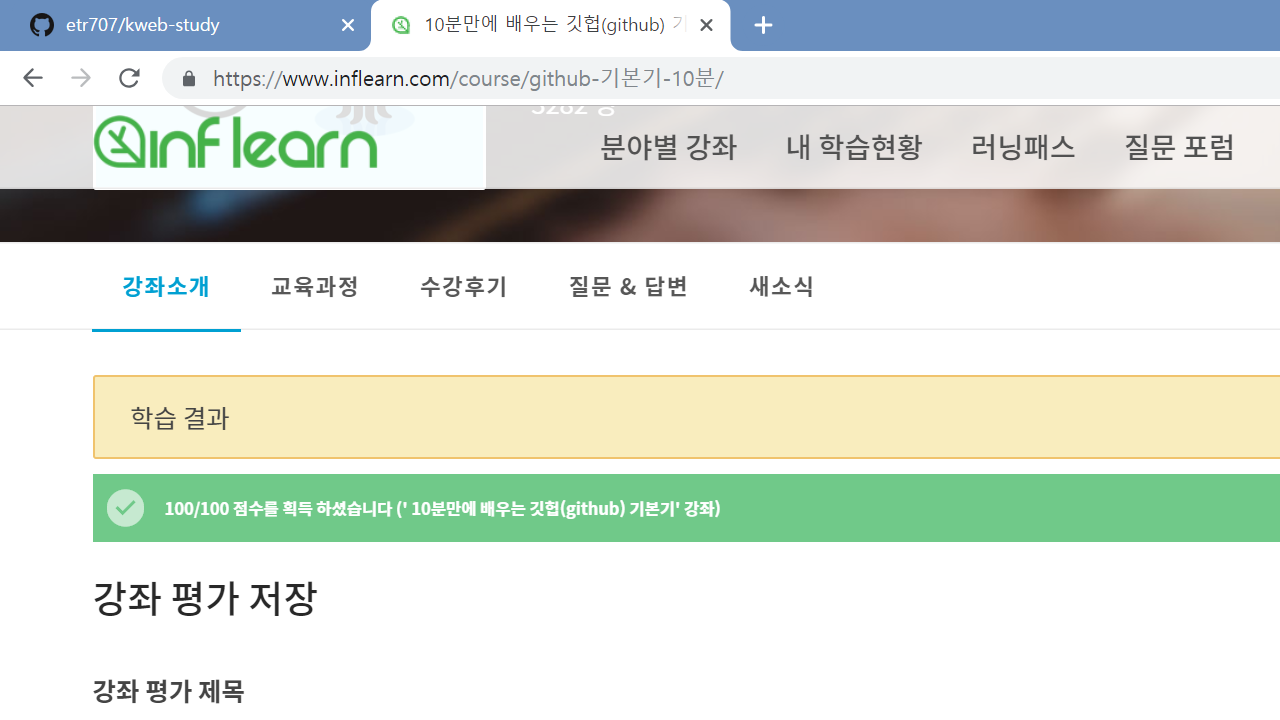 etr707/kweb-study
10분만에 배우는 깃헙(github)
https://www.inflearn.com/course/github-기본기-10분/
inflearn
분야별 강좌 내 학습현황 러닝패스 질문 포럼
강좌소개 교육과정 수강후기 질문 & 답변 새소식
학습 결과
100/100 점수를 획득 하셨습니다 (' 10분만에 배우는 깃헙(github) 기본기' 강좌)
강좌 평가 저장
강좌 평가 제목